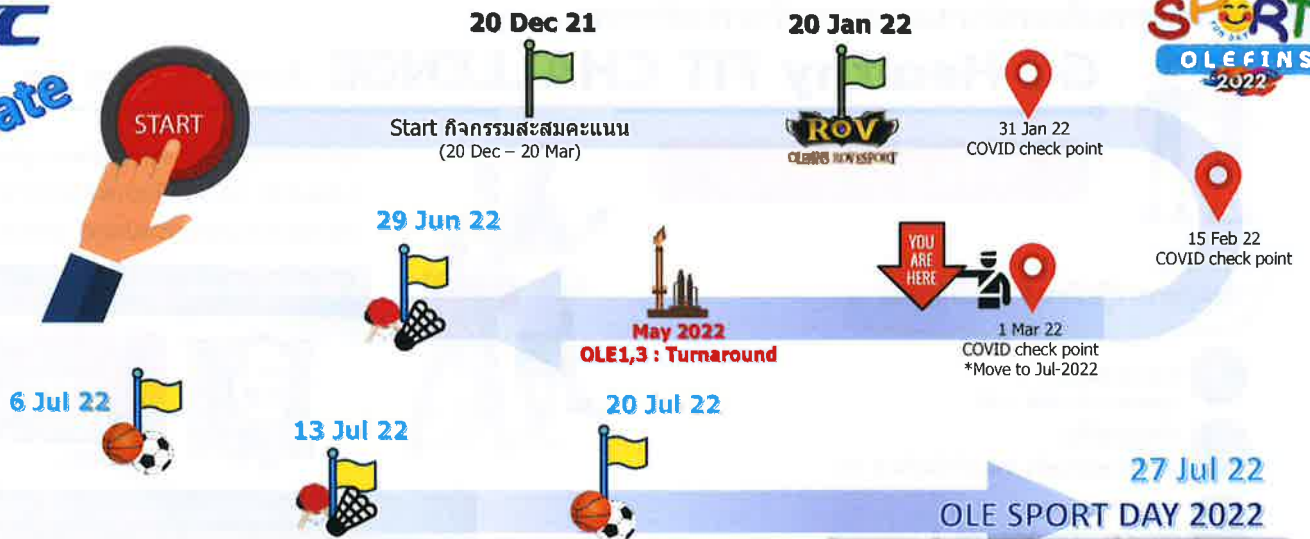 20 Dec 21
20 Jan 22
SPORT
FUN DAY
OLEFINS
2022
START
Start กิจกรรมสะสมคะแนน
(20 Dec – 20 Mar)
ROV
31 Jan 22
COVID check point
15 Feb 22
COVID check point
29 Jun 22
YOU
ARE
HERE
May 2022
OLE1,3 : Turnaround
1 Mar 22
COVID check point
*Move to Jul-2022
6 Jul 22
13 Jul 22
20 Jul 22
27 Jul 22
OLE SPORT DAY 2022